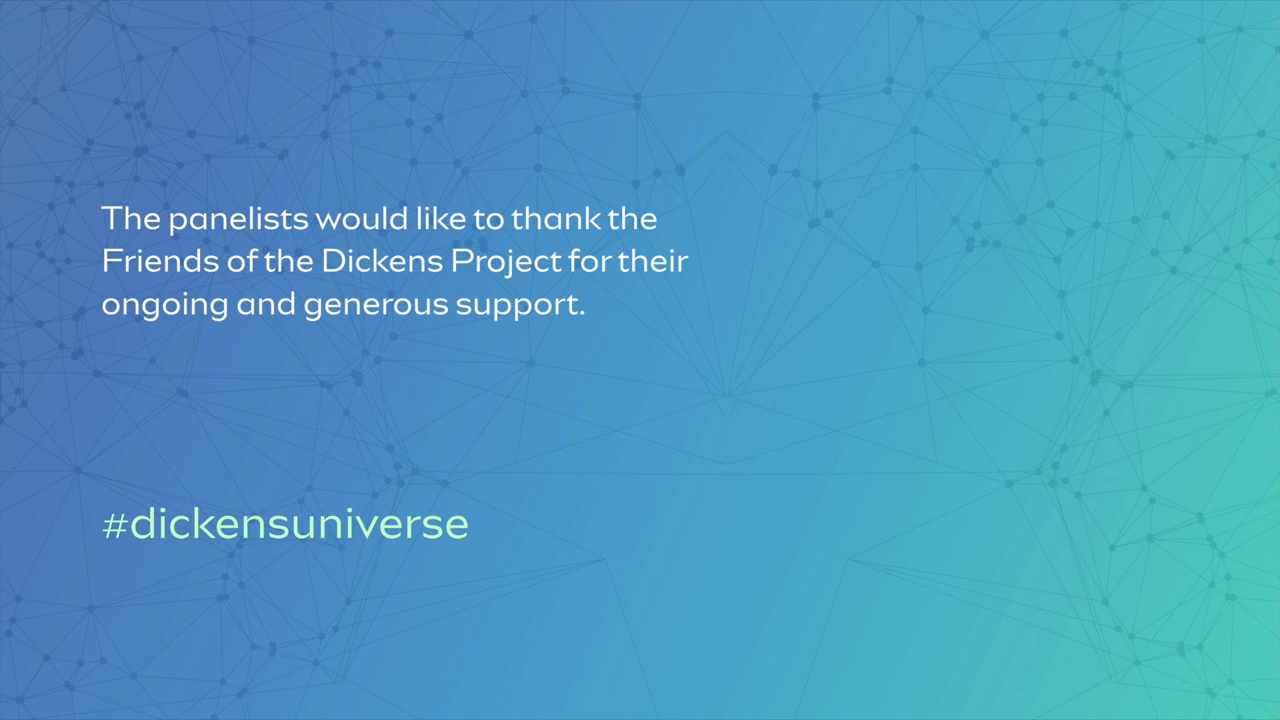 The panelists would like to thank the
Friends of the Dickens Project for their
ongoing and generous support.
#dickensuniverse